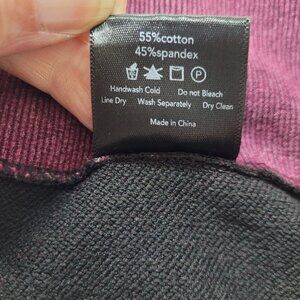 55%cotton
45%spandex
P
Handwash Cold Do not Bleach
Line Dry Wash Separately Dry Clean
Made in China